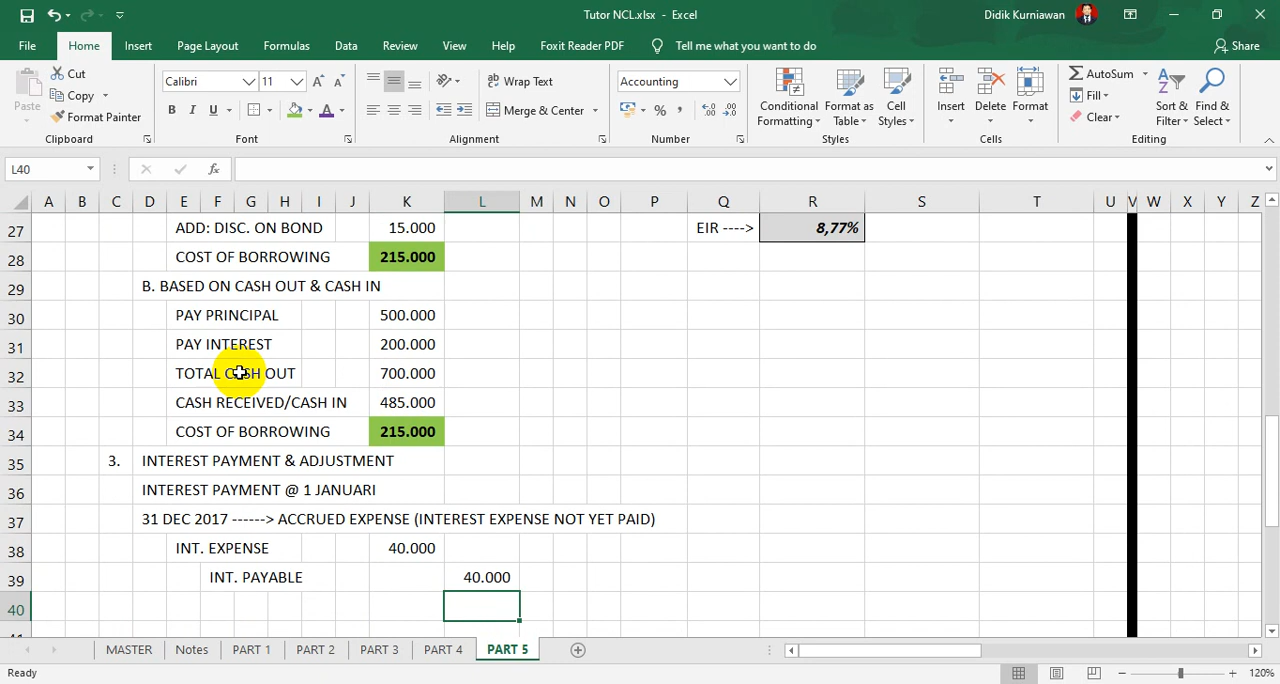 Tutor NCL.xlsx - Excel
Didik Kurniawan
File Home Insert Page Layout Formulas Data Review View Help Foxit Reader PDF Tell me what you want to do Share
Paste Cut Copy Format Painter
Clipboard
Calibri 11
B I U A
Font
Wrap Text
Merge & Center
Alignment
Accounting
%
Number
Conditional Formatting
Format as Table
Cell Styles
Styles
Insert Delete Format
Cells
AutoSum
Fill
Clear
Sort & Filter
Find & Select
Editing
L40 fx
A B C D E F G H I J K L M N O P Q R S T U V W X Y Z
27 ADD: DISC. ON BOND 15.000 EIR ----> 8,77%
28 COST OF BORROWING 215.000
29 B. BASED ON CASH OUT & CASH IN
30 PAY PRINCIPAL 500.000
31 PAY INTEREST 200.000
32 TOTAL CASH OUT 700.000
33 CASH RECEIVED/CASH IN 485.000
34 COST OF BORROWING 215.000
35 3. INTEREST PAYMENT & ADJUSTMENT
36 INTEREST PAYMENT @ 1 JANUARI
37 31 DEC 2017 ------> ACCRUED EXPENSE (INTEREST EXPENSE NOT YET PAID)
38 INT. EXPENSE 40.000
39 INT. PAYABLE 40.000
40
MASTER Notes PART 1 PART 2 PART 3 PART 4 PART 5
Ready 120%